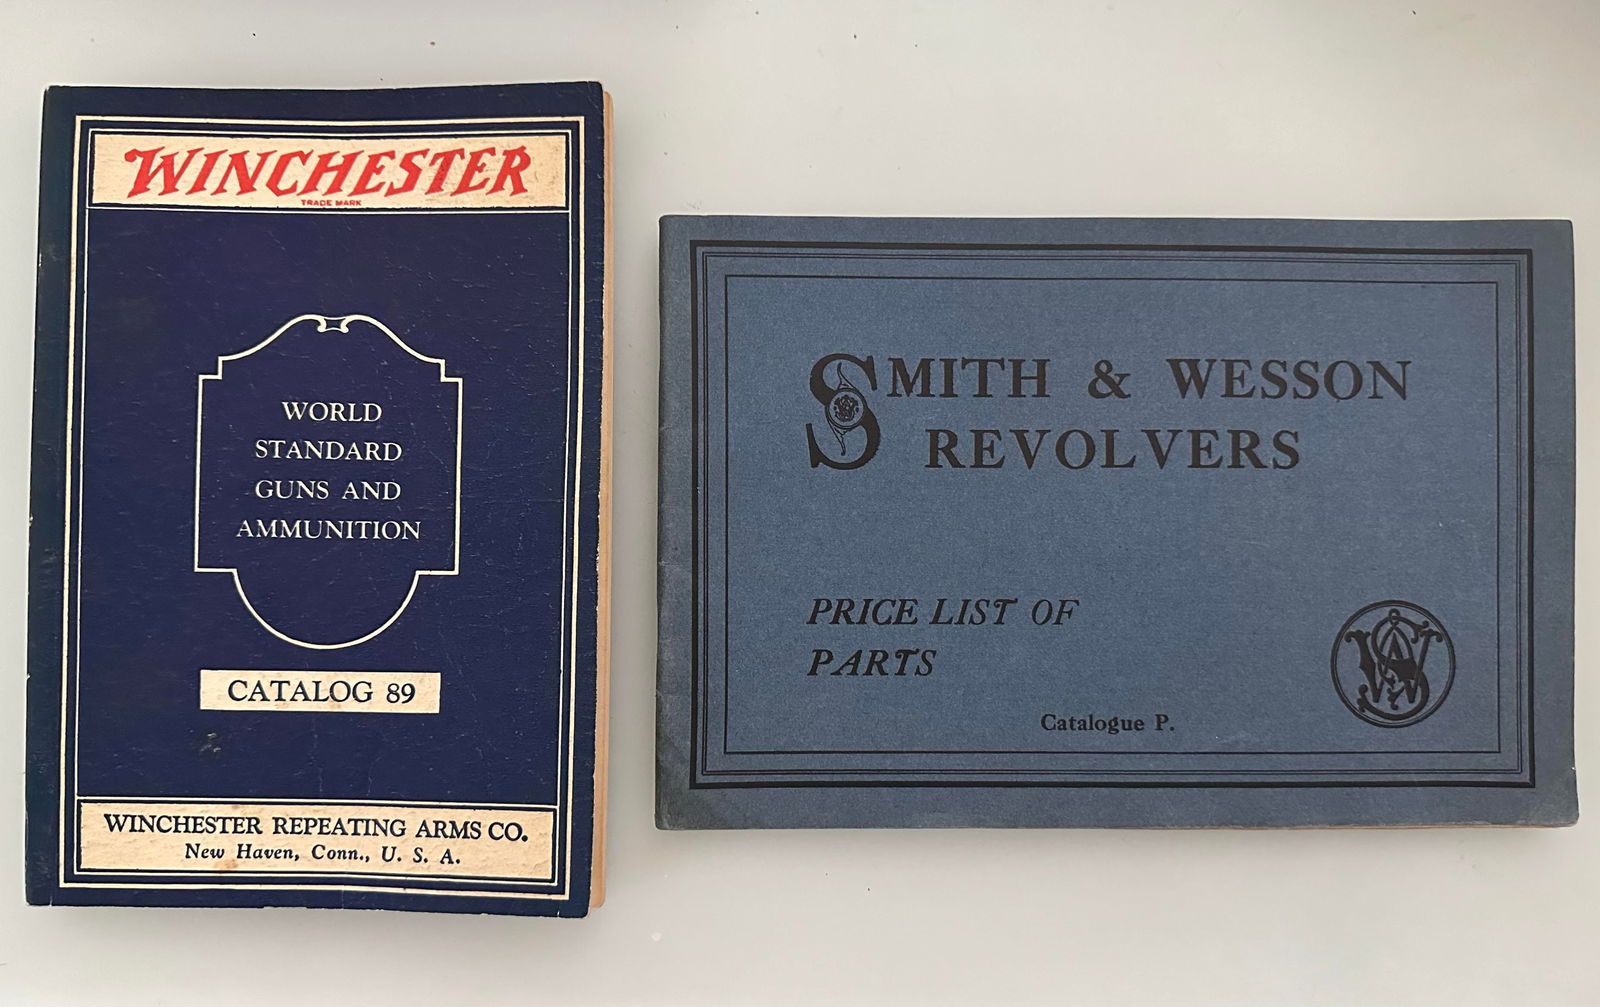 WINCHESTER
TRADE MARK
WORLD
STANDARD
GUNS AND
AMMUNITION
CATALOG 89
WINCHESTER REPEATING ARMS CO.
New Haven, Conn., U. S. A.
SMITH & WESSON
REVOLVERS
PRICE LIST OF
PARTS
Catalogue P.